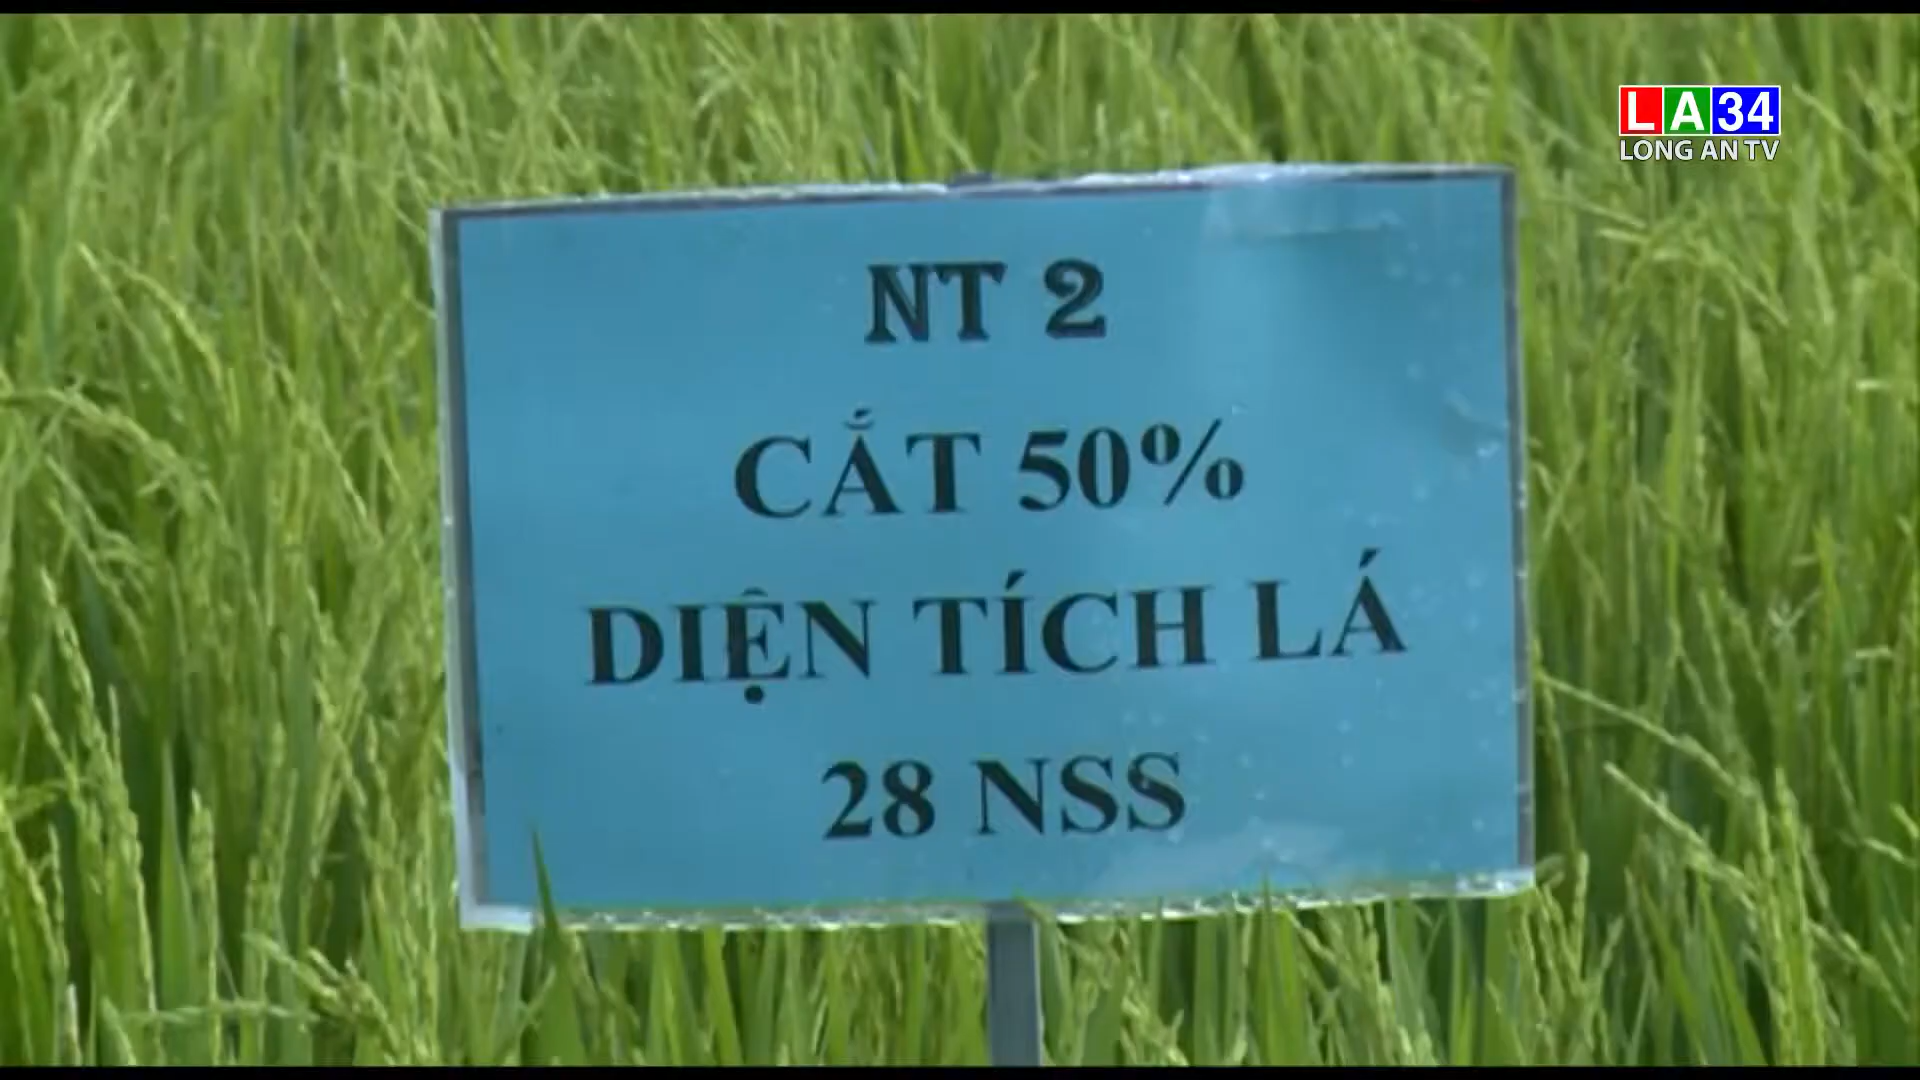 LA34
LONG AN TV
NT 2
CẮT 50%
DIỆN TÍCH LÁ
28 NSS